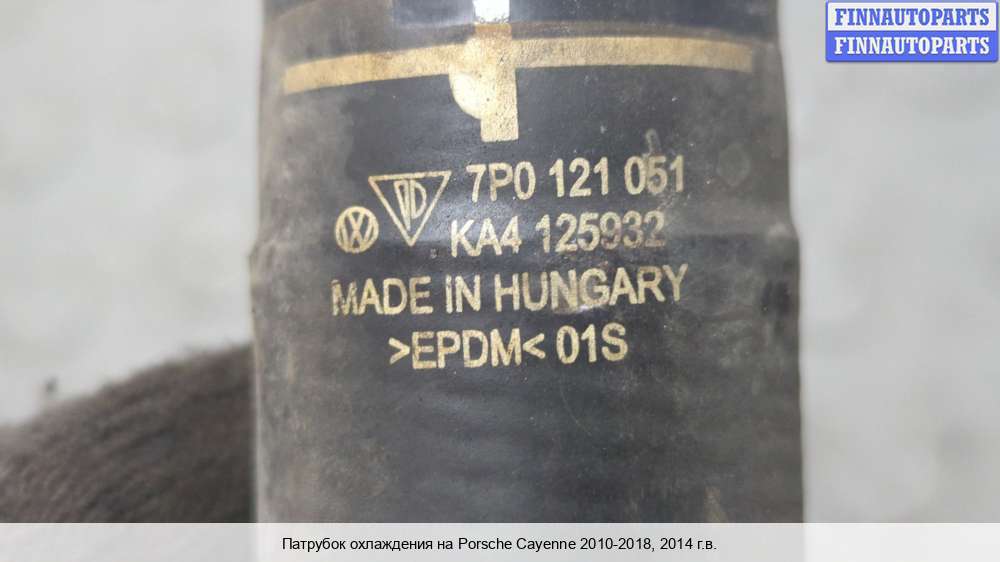 FINNAUTOPARTS
FINNAUTOPARTS
7P0 121 051
KA4 125932
MADE IN HUNGARY
>EPDM< 01S
Патрубок охлаждения на Porsche Cayenne 2010-2018, 2014 г.в.